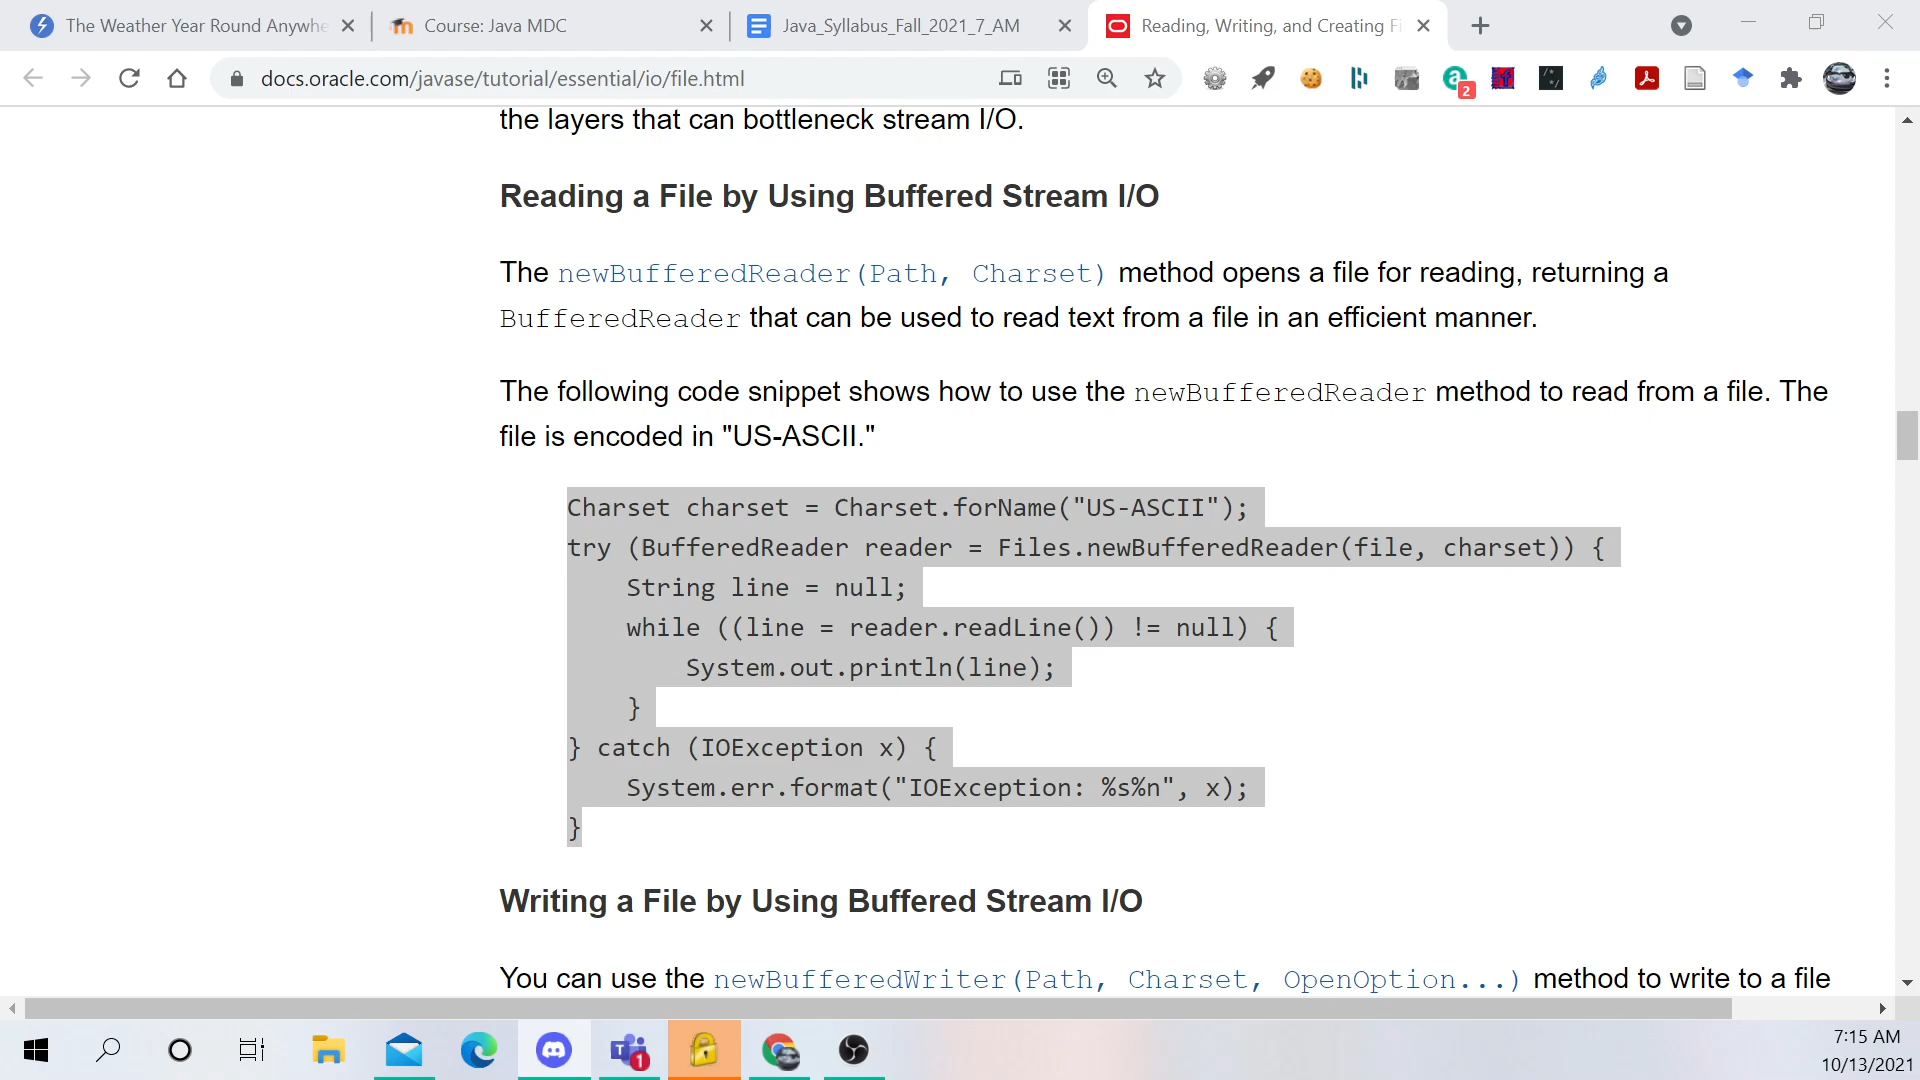 The Weather Year Round Anywhe
Course: Java MDC
Java_Syllabus_Fall_2021_7_AM
Reading, Writing, and Creating Fi
docs.oracle.com/javase/tutorial/essential/io/file.html
2
the layers that can bottleneck stream I/O.
Reading a File by Using Buffered Stream I/O
The newBufferedReader(Path, Charset) method opens a file for reading, returning a
BufferedReader that can be used to read text from a file in an efficient manner.
The following code snippet shows how to use the newBufferedReader method to read from a file. The
file is encoded in "US-ASCII."
Charset charset = Charset.forName("US-ASCII");
try (BufferedReader reader = Files.newBufferedReader(file, charset)) {
    String line = null;
    while ((line = reader.readLine()) != null) {
        System.out.println(line);
    }
} catch (IOException x) {
    System.err.format("IOException: %s%n", x);
}
Writing a File by Using Buffered Stream I/O
You can use the newBufferedWriter(Path, Charset, OpenOption...) method to write to a file
1
7:15 AM
10/13/2021